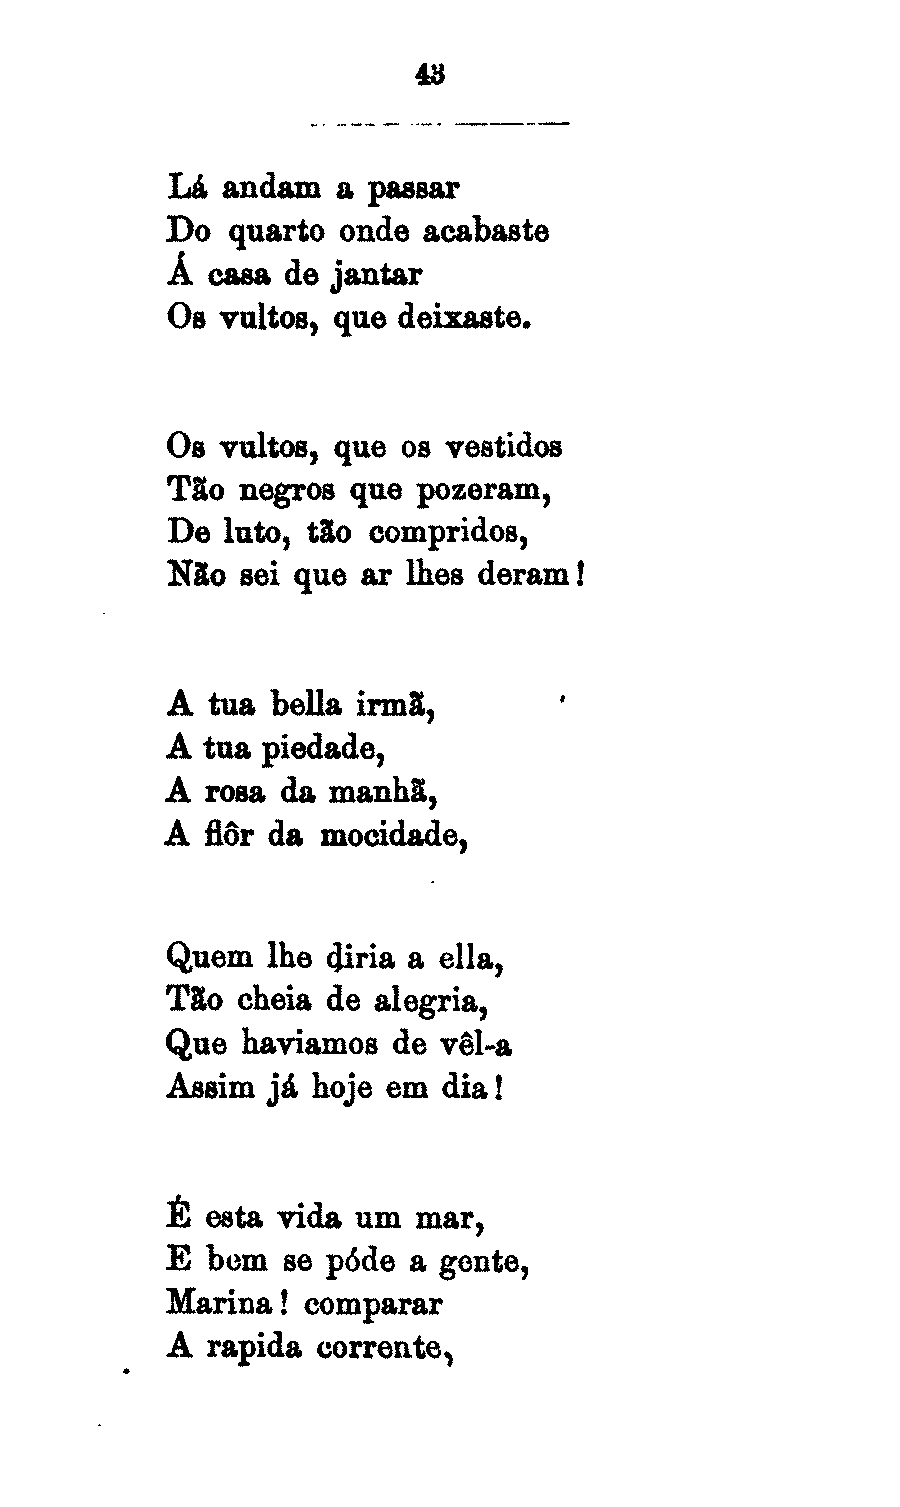 43
Lá andam a passar
Do quarto onde acabaste
Á casa de jantar
Os vultos, que deixaste.
Os vultos, que os vestidos
Tão negros que pozeram,
De luto, tão compridos,
Não sei que ar lhes deram!
A tua bella irmã,
A tua piedade,
A rosa da manhã,
A flôr da mocidade,
Quem lhe diria a ella,
Tão cheia de alegria,
Que haviamos de vêl-a
Assim já hoje em dia!
É esta vida um mar,
E bem se póde a gente,
Marina! comparar
A rapida corrente,